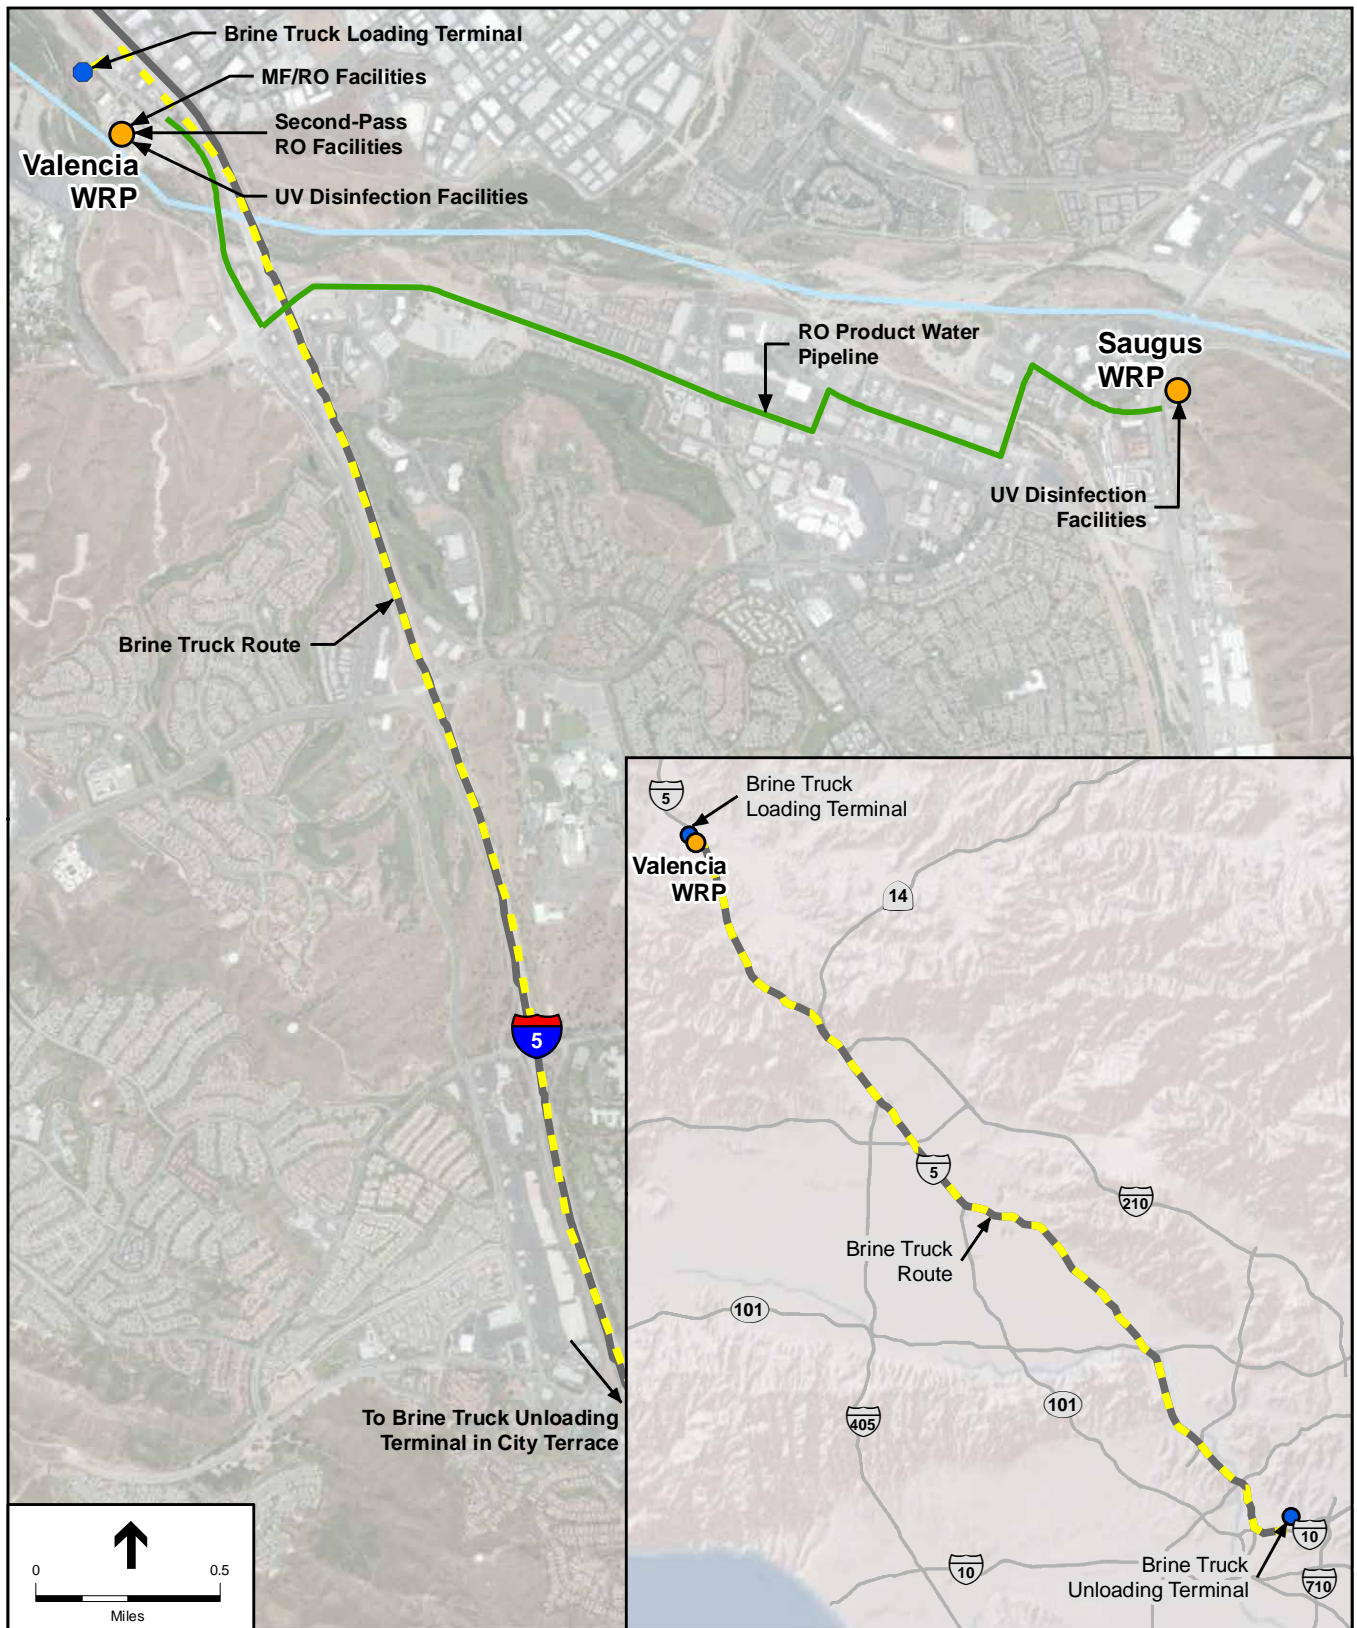 Brine Truck Loading Terminal
MF/RO Facilities
Second-Pass
RO Facilities
Valencia
WRP
UV Disinfection Facilities
RO Product Water
Pipeline
Saugus
WRP
UV Disinfection
Facilities
Brine Truck Route
5
To Brine Truck Unloading
Terminal in City Terrace
0
0.5
Miles
5
Brine Truck
Loading Terminal
Valencia
WRP
14
5
210
Brine Truck
Route
101
101
405
10
10
Brine Truck
Unloading Terminal
710